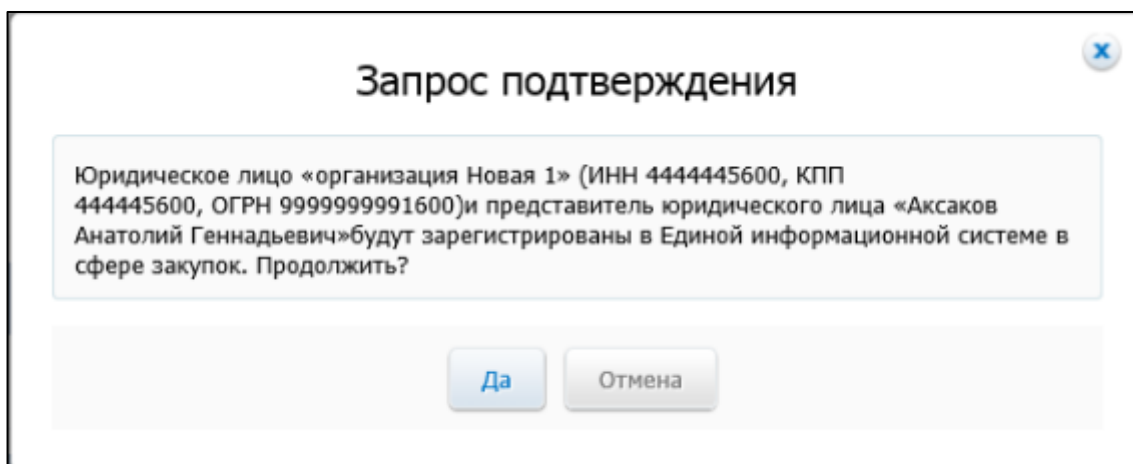 Запрос подтверждения
Юридическое лицо «организация Новая 1» (ИНН 4444445600, КПП
444445600, ОГРН 9999999991600)и представитель юридического лица «Аксаков
Анатолий Геннадьевич»будут зарегистрированы в Единой информационной системе в
сфере закупок. Продолжить?
Да
Отмена